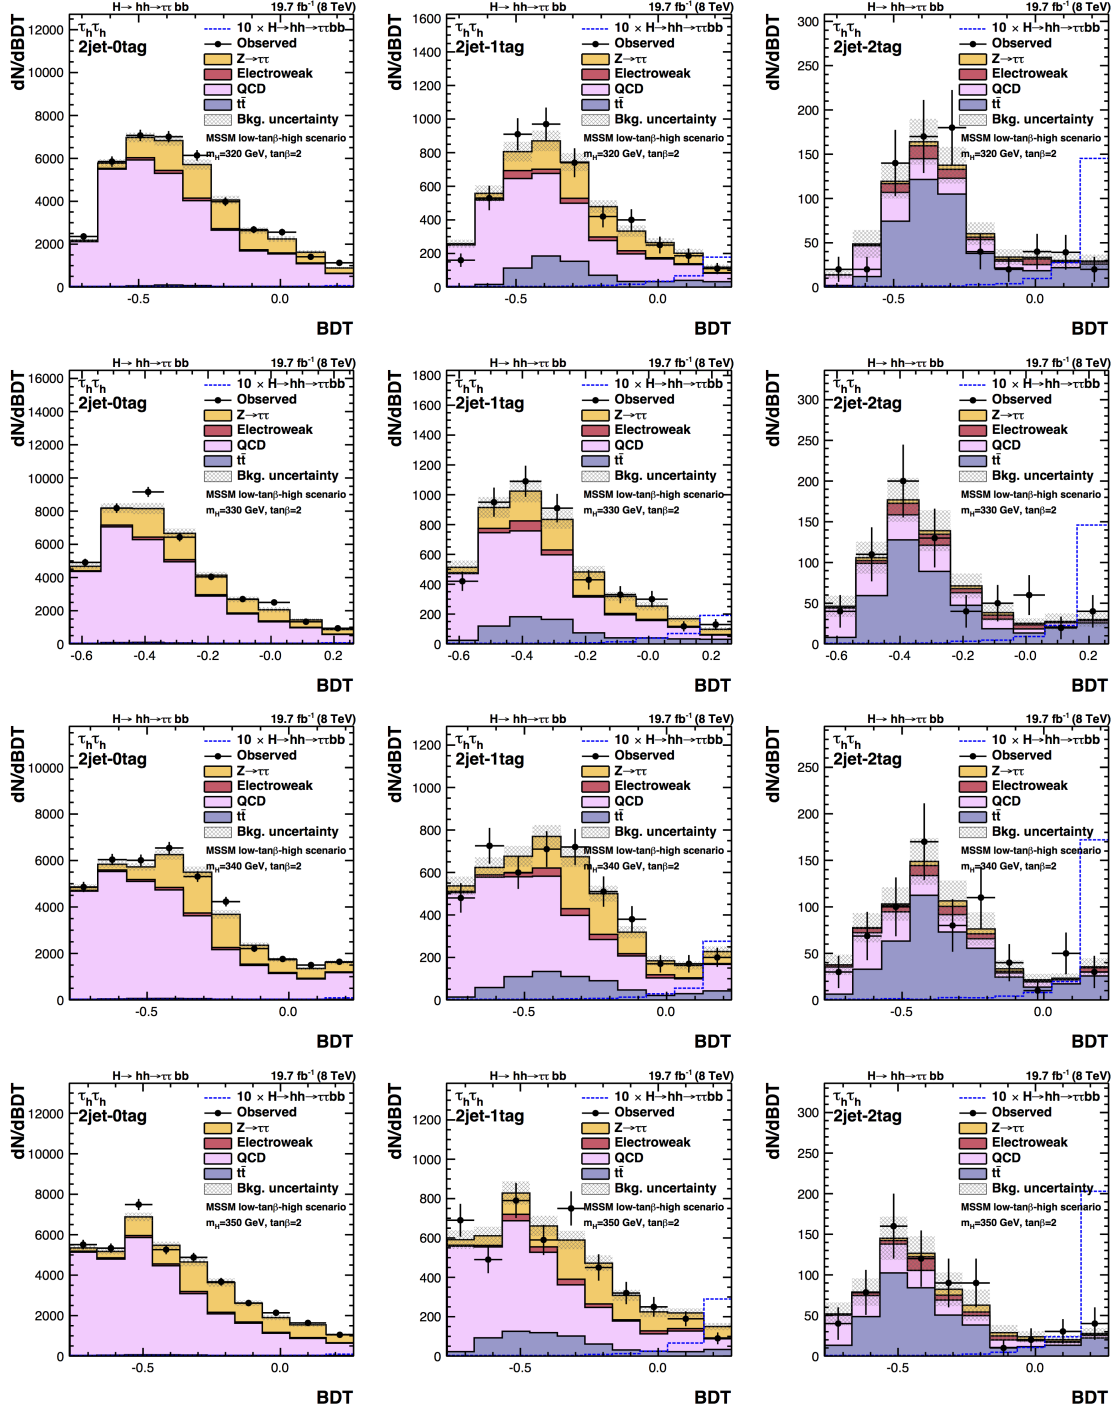 H→ hh→ττ bb 19.7 fb⁻¹ (8 TeV)
dN/dBDT
τhτh
2jet-0tag
10 × H→hh→ττbb
Observed
Z→ττ
Electroweak
QCD
tt̄
Bkg. uncertainty
MSSM low-tanβ-high scenario
mH=320 GeV, tanβ=2
12000
10000
8000
6000
4000
2000
0
-0.5 0.0
BDT
H→ hh→ττ bb 19.7 fb⁻¹ (8 TeV)
dN/dBDT
τhτh
2jet-1tag
10 × H→hh→ττbb
Observed
Z→ττ
Electroweak
QCD
tt̄
Bkg. uncertainty
MSSM low-tanβ-high scenario
mH=320 GeV, tanβ=2
1600
1400
1200
1000
800
600
400
200
0
-0.5 0.0
BDT
H→ hh→ττ bb 19.7 fb⁻¹ (8 TeV)
dN/dBDT
τhτh
2jet-2tag
10 × H→hh→ττbb
Observed
Z→ττ
Electroweak
QCD
tt̄
Bkg. uncertainty
MSSM low-tanβ-high scenario
mH=320 GeV, tanβ=2
300
250
200
150
100
50
0
-0.5 0.0
BDT
H→ hh→ττ bb 19.7 fb⁻¹ (8 TeV)
dN/dBDT
τhτh
2jet-0tag
10 × H→hh→ττbb
Observed
Z→ττ
Electroweak
QCD
tt̄
Bkg. uncertainty
MSSM low-tanβ-high scenario
mH=330 GeV, tanβ=2
16000
14000
12000
10000
8000
6000
4000
2000
0
-0.6 -0.4 -0.2 -0.0 0.2
BDT
H→ hh→ττ bb 19.7 fb⁻¹ (8 TeV)
dN/dBDT
τhτh
2jet-1tag
10 × H→hh→ττbb
Observed
Z→ττ
Electroweak
QCD
tt̄
Bkg. uncertainty
MSSM low-tanβ-high scenario
mH=330 GeV, tanβ=2
1800
1600
1400
1200
1000
800
600
400
200
0
-0.6 -0.4 -0.2 -0.0 0.2
BDT
H→ hh→ττ bb 19.7 fb⁻¹ (8 TeV)
dN/dBDT
τhτh
2jet-2tag
10 × H→hh→ττbb
Observed
Z→ττ
Electroweak
QCD
tt̄
Bkg. uncertainty
MSSM low-tanβ-high scenario
mH=330 GeV, tanβ=2
300
250
200
150
100
50
0
-0.6 -0.4 -0.2 -0.0 0.2
BDT
H→ hh→ττ bb 19.7 fb⁻¹ (8 TeV)
dN/dBDT
τhτh
2jet-0tag
10 × H→hh→ττbb
Observed
Z→ττ
Electroweak
QCD
tt̄
Bkg. uncertainty
MSSM low-tanβ-high scenario
mH=340 GeV, tanβ=2
10000
8000
6000
4000
2000
0
-0.5 0.0
BDT
H→ hh→ττ bb 19.7 fb⁻¹ (8 TeV)
dN/dBDT
τhτh
2jet-1tag
10 × H→hh→ττbb
Observed
Z→ττ
Electroweak
QCD
tt̄
Bkg. uncertainty
MSSM low-tanβ-high scenario
mH=340 GeV, tanβ=2
1200
1000
800
600
400
200
0
-0.5 0.0
BDT
H→ hh→ττ bb 19.7 fb⁻¹ (8 TeV)
dN/dBDT
τhτh
2jet-2tag
10 × H→hh→ττbb
Observed
Z→ττ
Electroweak
QCD
tt̄
Bkg. uncertainty
MSSM low-tanβ-high scenario
mH=340 GeV, tanβ=2
250
200
150
100
50
0
-0.5 0.0
BDT
H→ hh→ττ bb 19.7 fb⁻¹ (8 TeV)
dN/dBDT
τhτh
2jet-0tag
10 × H→hh→ττbb
Observed
Z→ττ
Electroweak
QCD
tt̄
Bkg. uncertainty
MSSM low-tanβ-high scenario
mH=350 GeV, tanβ=2
12000
10000
8000
6000
4000
2000
0
-0.5 0.0
BDT
H→ hh→ττ bb 19.7 fb⁻¹ (8 TeV)
dN/dBDT
τhτh
2jet-1tag
10 × H→hh→ττbb
Observed
Z→ττ
Electroweak
QCD
tt̄
Bkg. uncertainty
MSSM low-tanβ-high scenario
mH=350 GeV, tanβ=2
1200
1000
800
600
400
200
0
-0.5 0.0
BDT
H→ hh→ττ bb 19.7 fb⁻¹ (8 TeV)
dN/dBDT
τhτh
2jet-2tag
10 × H→hh→ττbb
Observed
Z→ττ
Electroweak
QCD
tt̄
Bkg. uncertainty
MSSM low-tanβ-high scenario
mH=350 GeV, tanβ=2
300
250
200
150
100
50
0
-0.5 0.0
BDT